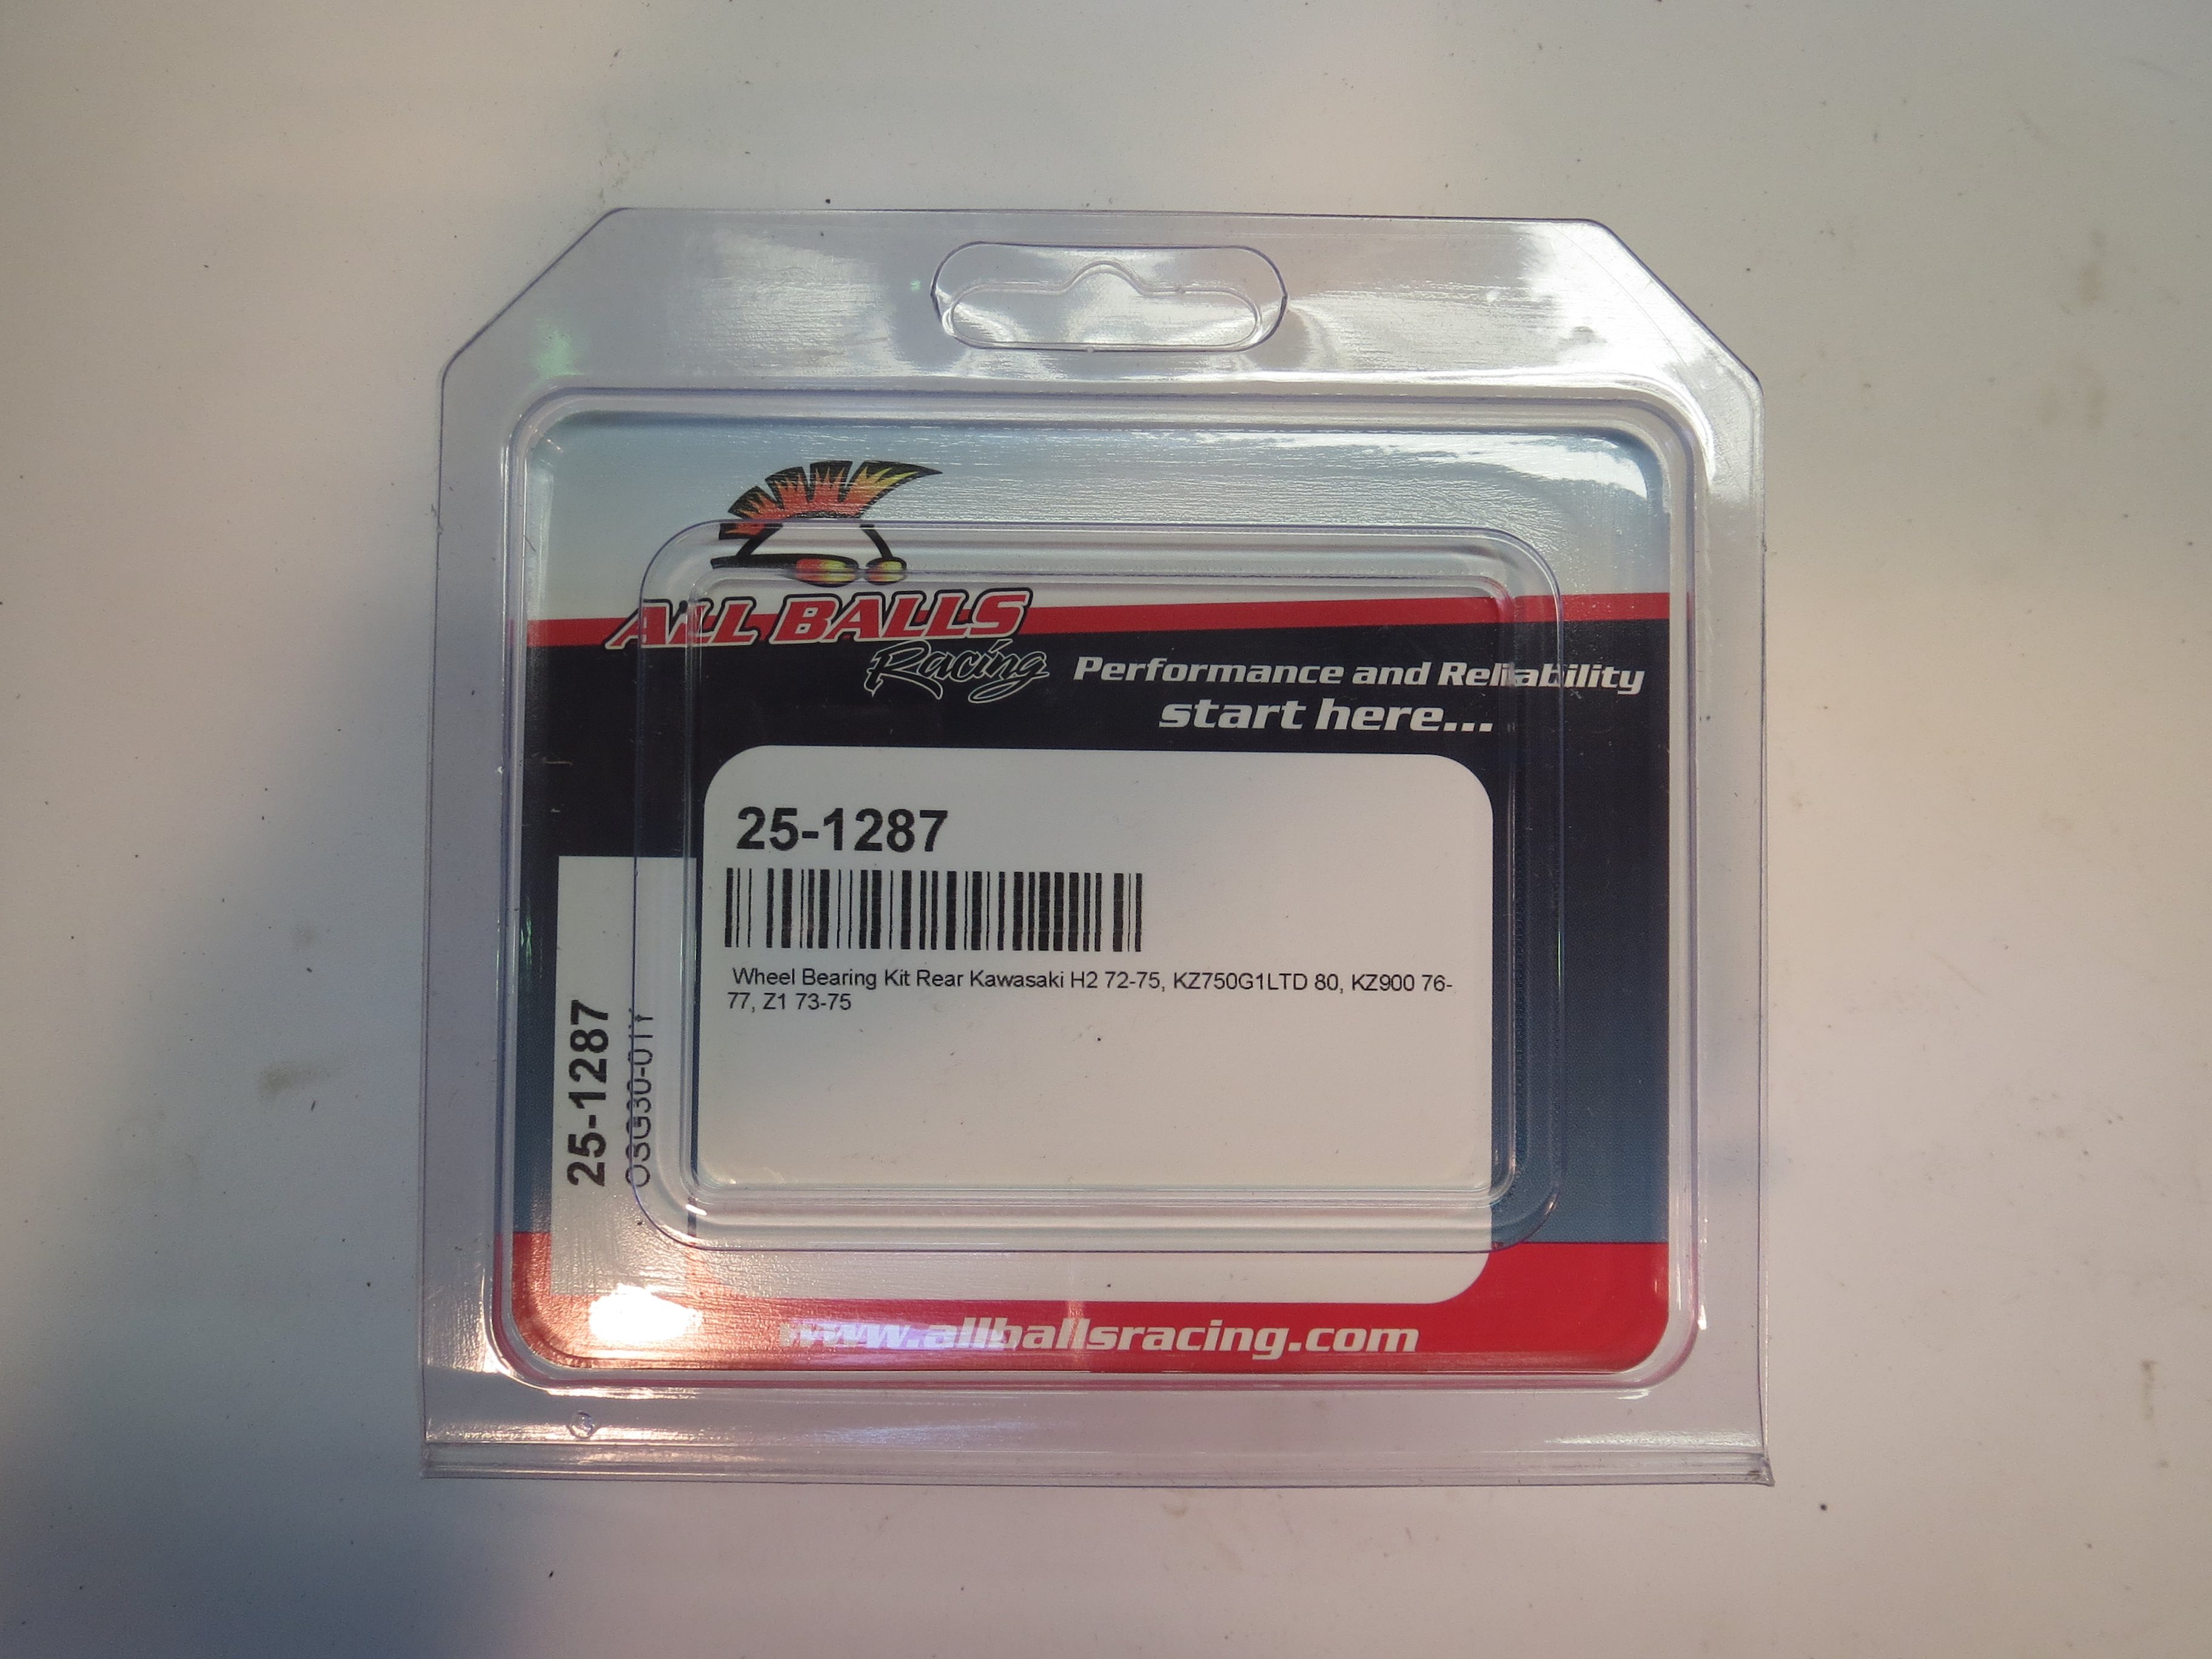 ALL BALLS
Racing
Performance and Reliability
start here...
25-1287
Wheel Bearing Kit Rear Kawasaki H2 72-75, KZ750G1LTD 80, KZ900 76-
77, Z1 73-75
25-1287
www.allballsracing.com